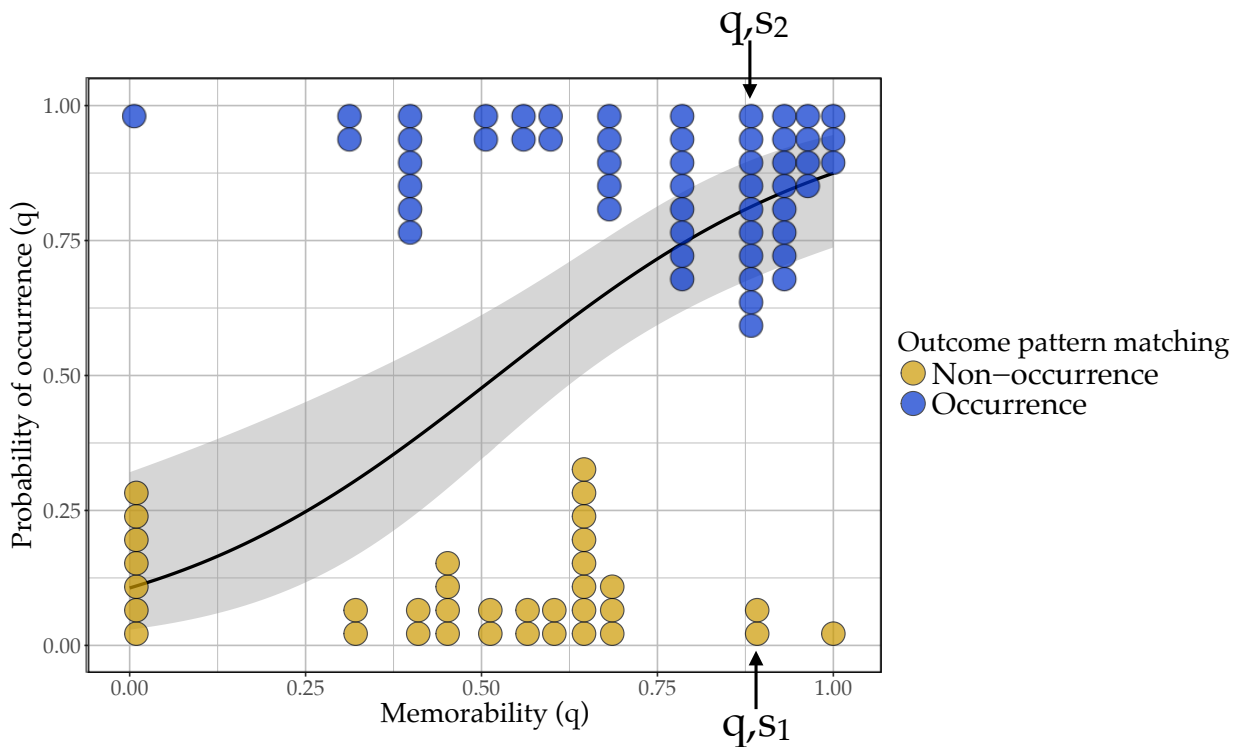 q,s2
1.00
0.75
0.50
0.25
0.00
Probability of occurrence (q)
0.00 0.25 0.50 0.75 1.00
Memorability (q)
q,s1
Outcome pattern matching
Non−occurrence
Occurrence